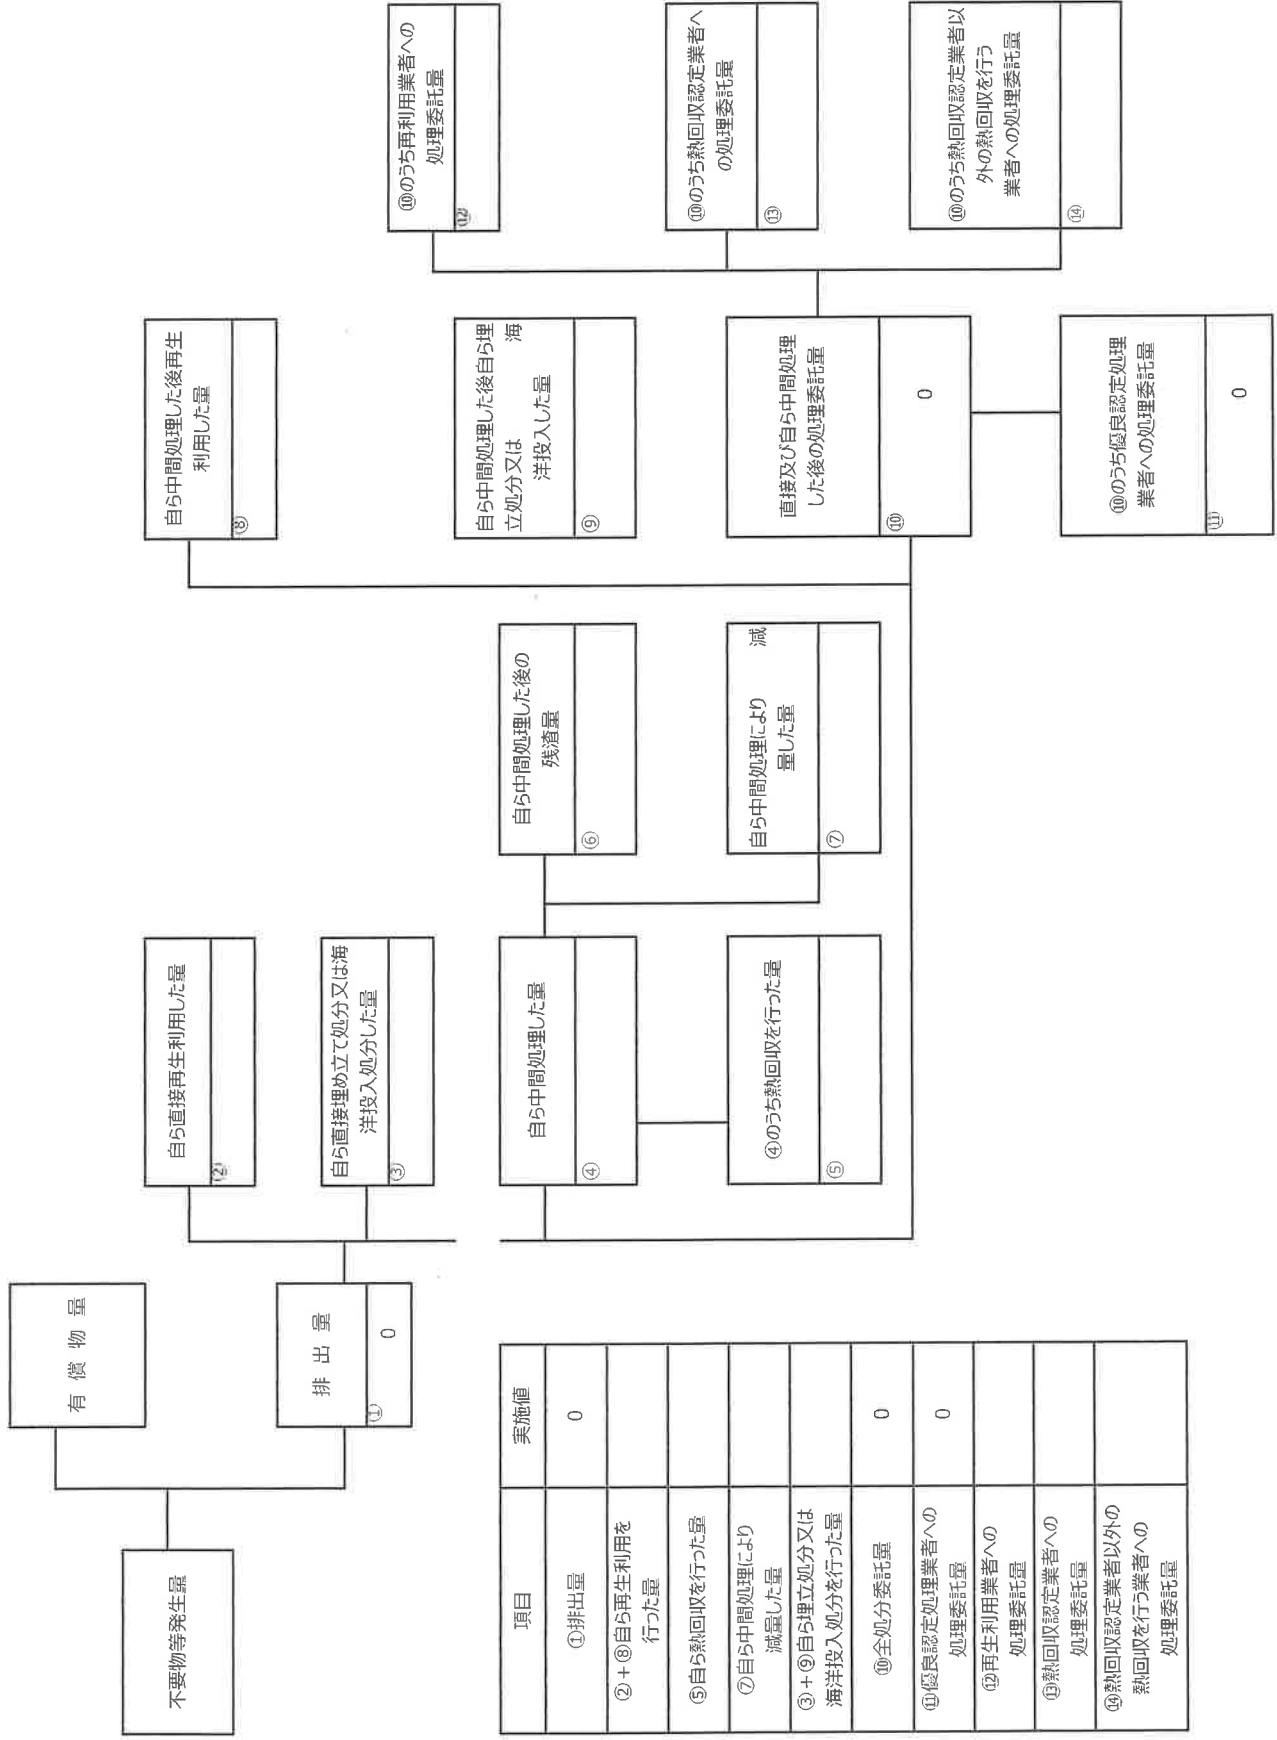 不要物等発生量
有 償 物 量
排 出 量
①
0
自ら直接再生利用した量
②
自ら直接埋め立て処分又は海
洋投入処分した量
③
自ら中間処理した量
④
④のうち熱回収を行った量
⑤
自ら中間処理した後の
残渣量
⑥
自ら中間処理により 減
量した量
⑦
自ら中間処理した後再生
利用した量
⑧
自ら中間処理した後自ら埋
立処分又は 海
洋投入した量
⑨
直接及び自ら中間処理
した後の処理委託量
⑩
0
⑩のうち優良認定処理
業者への処理委託量
⑪
0
⑩のうち再利用業者への
処理委託量
⑫
⑩のうち熱回収認定業者へ
の処理委託量
⑬
⑩のうち熱回収認定業者以
外の熱回収を行う
業者への処理委託量
⑭
項目 実施値
①排出量 0
②+⑧自ら再生利用を
行った量
⑤自ら熱回収を行った量
⑦自ら中間処理により
減量した量
③+⑨自ら埋立処分又は
海洋投入処分を行った量
⑩全処分委託量 0
⑪優良認定処理業者への
処理委託量 0
⑫再生利用業者への
処理委託量
⑬熱回収認定業者への
処理委託量
⑭熱回収認定業者以外の
熱回収を行う業者への
処理委託量